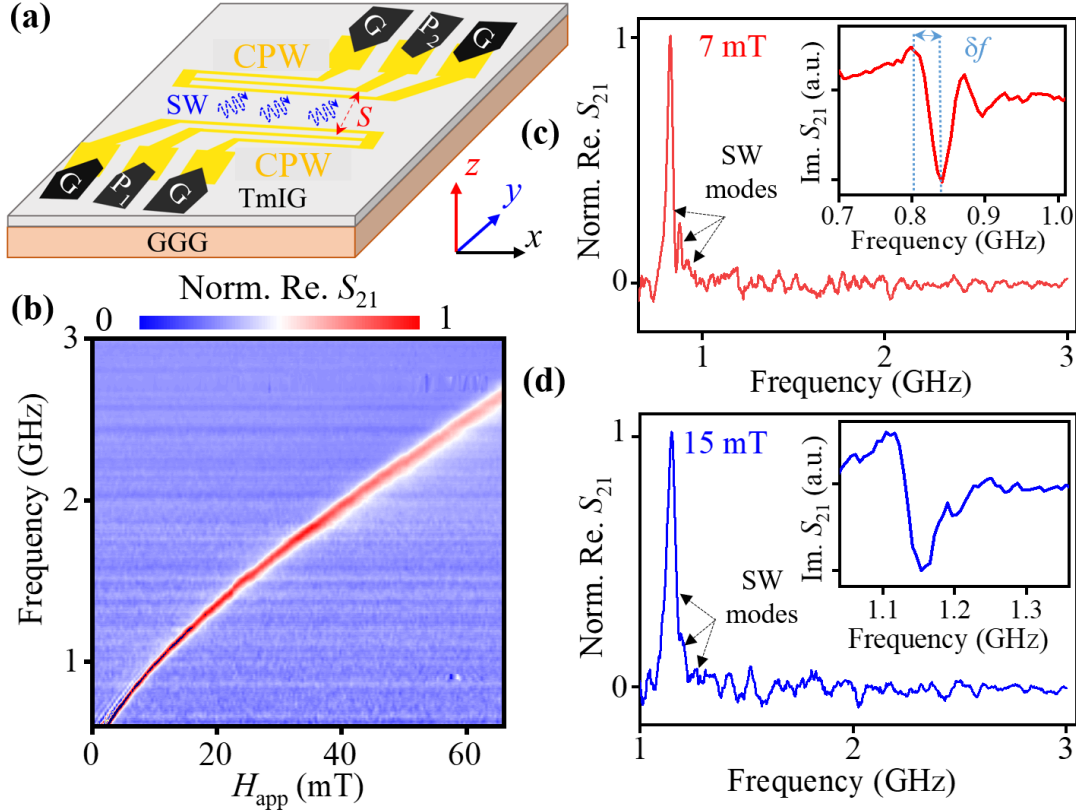 (a)
G
P2
G
CPW
SW
S
CPW
G
P1
G
TmIG
GGG
z
y
x
(b)
Norm. Re. S21
0
1
Frequency (GHz)
3
2
1
0
20
40
60
Happ (mT)
(c)
Norm. Re. S21
1
0
7 mT
SW
modes
1
2
3
Frequency (GHz)
Im. S21 (a.u.)
δf
0.7
0.8
0.9
1.0
Frequency (GHz)
(d)
Norm. Re. S21
1
0
15 mT
SW
modes
1
2
3
Frequency (GHz)
Im. S21 (a.u.)
1.1
1.2
1.3
Frequency (GHz)